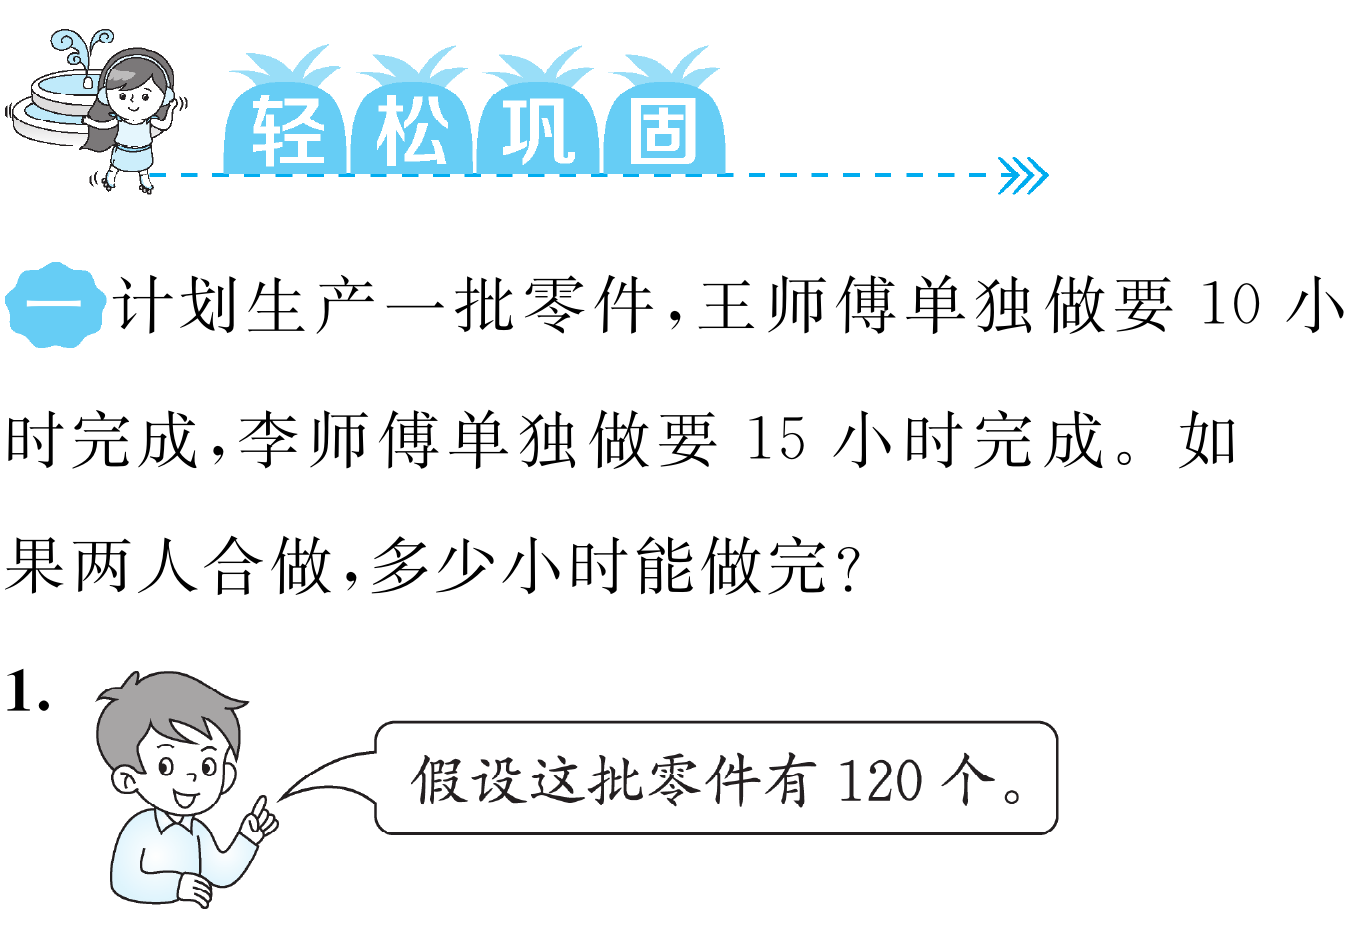 轻松巩固
一 计划生产一批零件,王师傅单独做要 10 小
时完成,李师傅单独做要 15 小时完成。如
果两人合做,多少小时能做完?
1.
假设这批零件有 120 个。